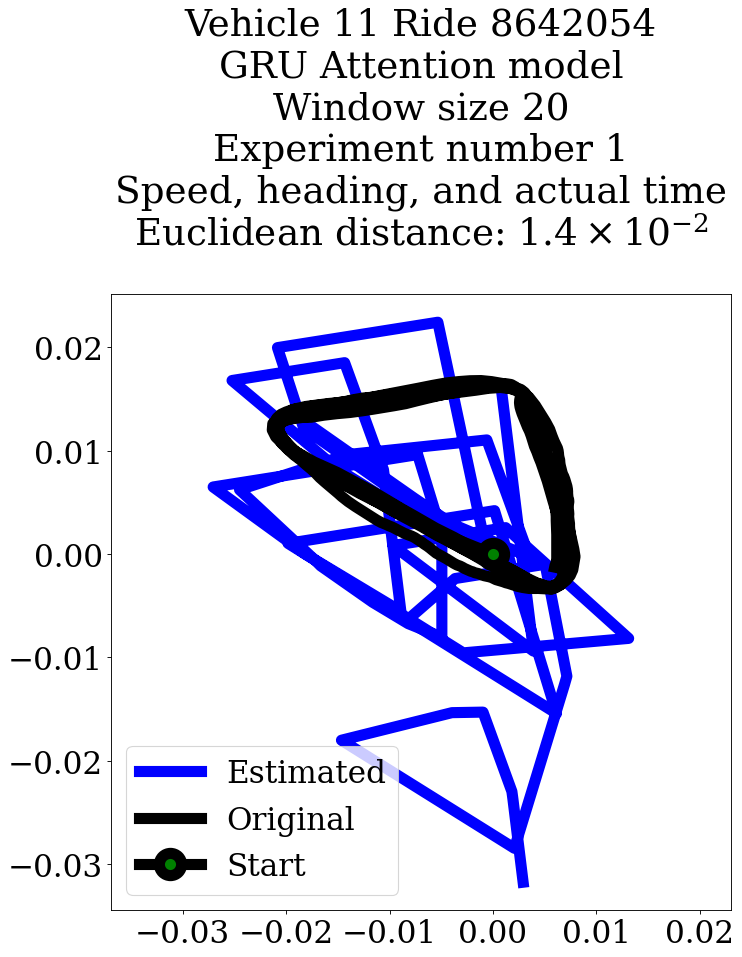 Vehicle 11 Ride 8642054
GRU Attention model
Window size 20
Experiment number 1
Speed, heading, and actual time
Euclidean distance: 1.4 × 10⁻²
0.02
0.01
0.00
−0.01
−0.02
−0.03
Estimated
Original
Start
−0.03 −0.02 −0.01 0.00 0.01 0.02